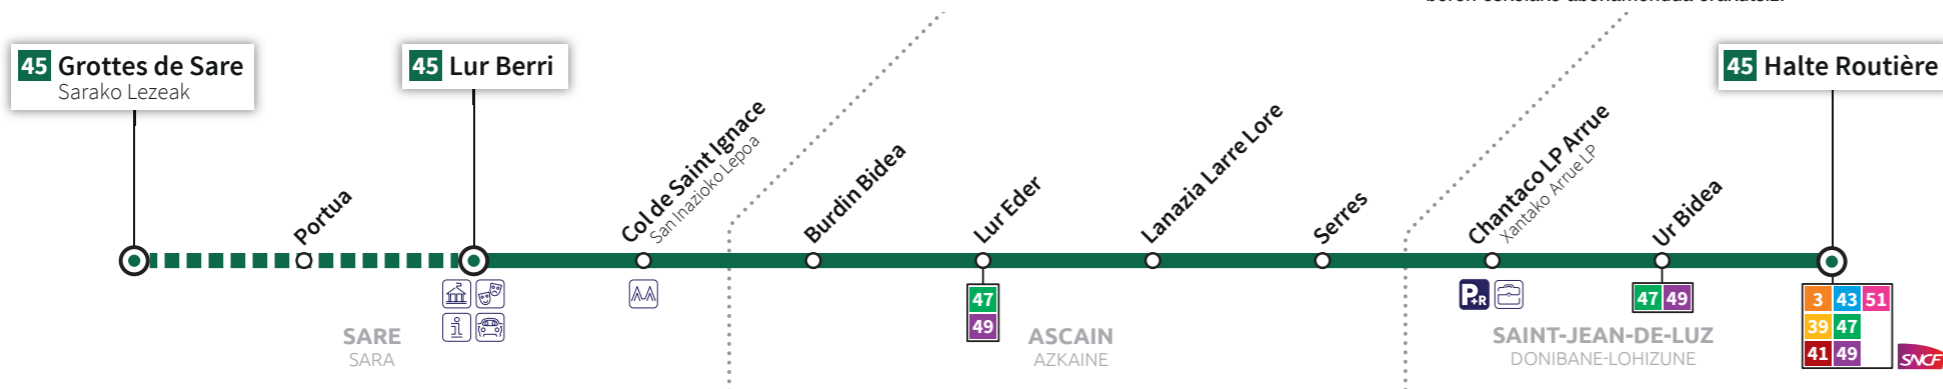 45 Grottes de Sare
Sarako Lezeak
Portua
45 Lur Berri
Col de Saint Ignace
San Inazioko Lepoa
Burdin Bidea
Lur Eder
47
49
Lanazia Larre Lore
Serres
Chantaco LP Arrue
Xantako Arrue LP
P+R
Ur Bidea
47 49
45 Halte Routière
3 43 51
39 47
41 49
SNCF
SARE
SARA
ASCAIN
AZKAINE
SAINT-JEAN-DE-LUZ
DONIBANE-LOHIZUNE